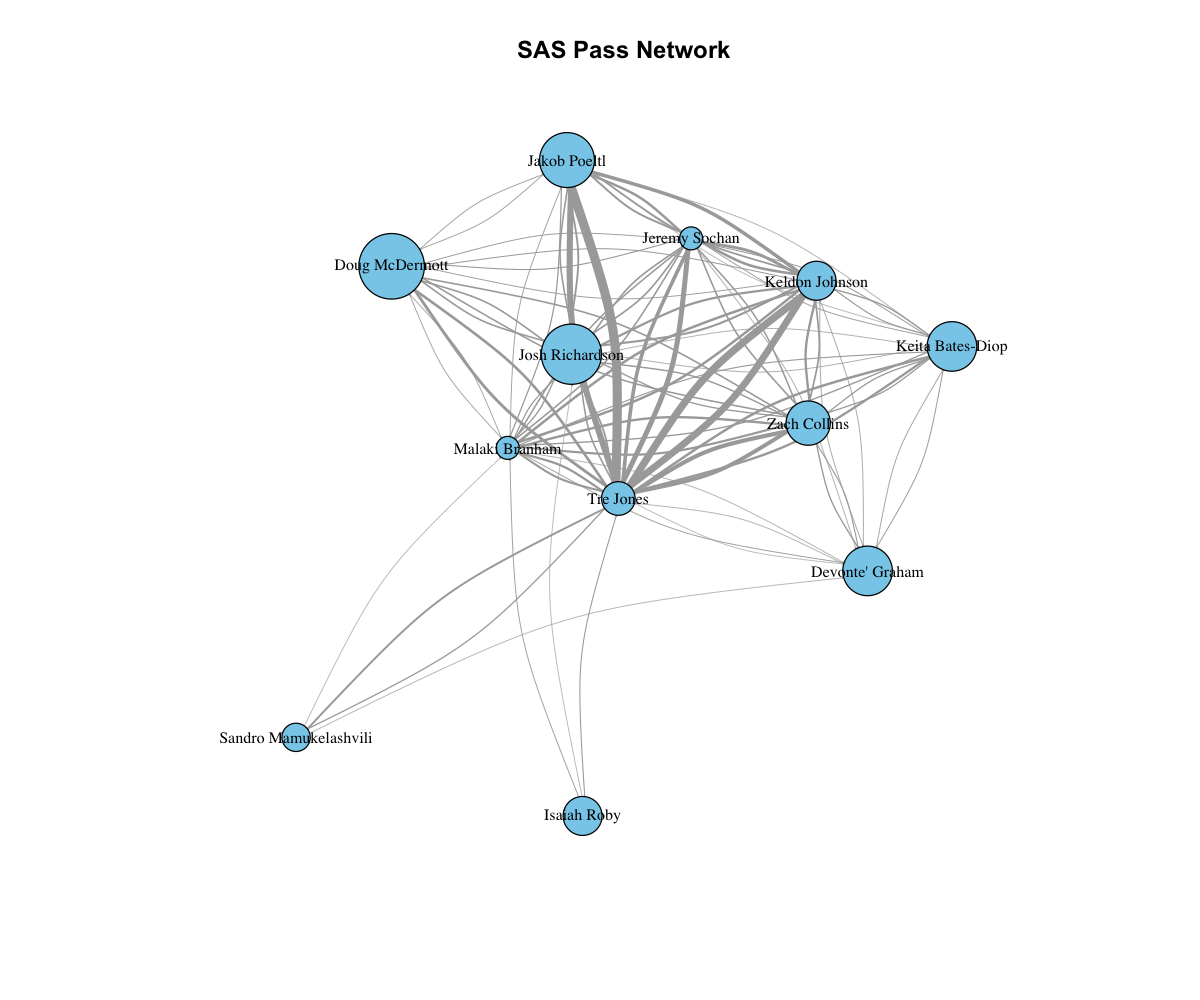 SAS Pass Network
Jakob Poeltl
Jeremy Sochan
Doug McDermott
Keldon Johnson
Keita Bates-Diop
Josh Richardson
Zach Collins
Malaki Branham
Tre Jones
Devonte' Graham
Sandro Mamukelashvili
Isaiah Roby